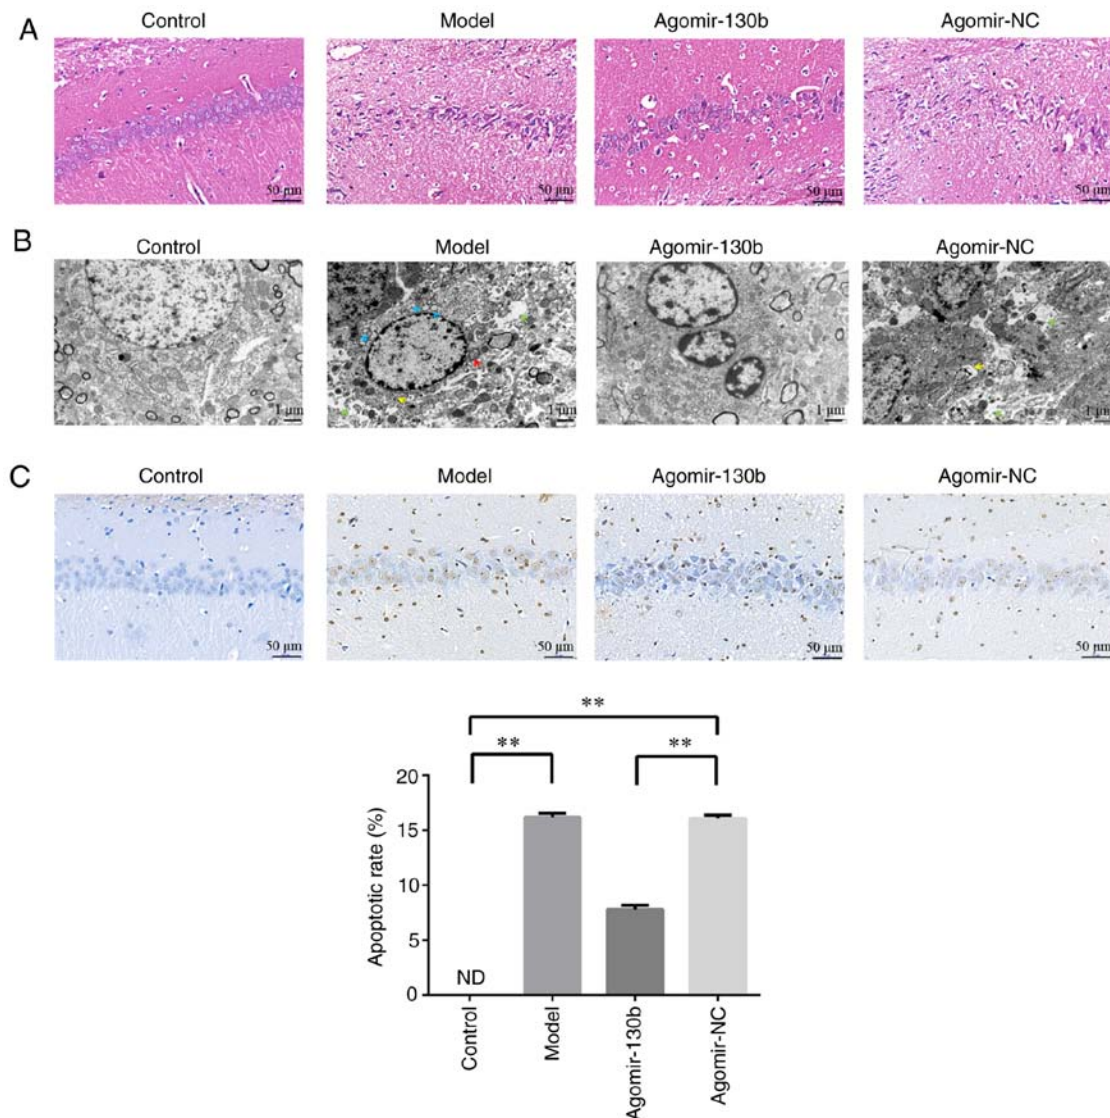 A
Control
Model
Agomir-130b
Agomir-NC
50 µm
50 µm
50 µm
50 µm
B
Control
Model
Agomir-130b
Agomir-NC
1 µm
1 µm
1 µm
1 µm
C
Control
Model
Agomir-130b
Agomir-NC
50 µm
50 µm
50 µm
50 µm
**
**
**
Apoptotic rate (%)
20
15
10
5
0
ND
Control
Model
Agomir-130b
Agomir-NC